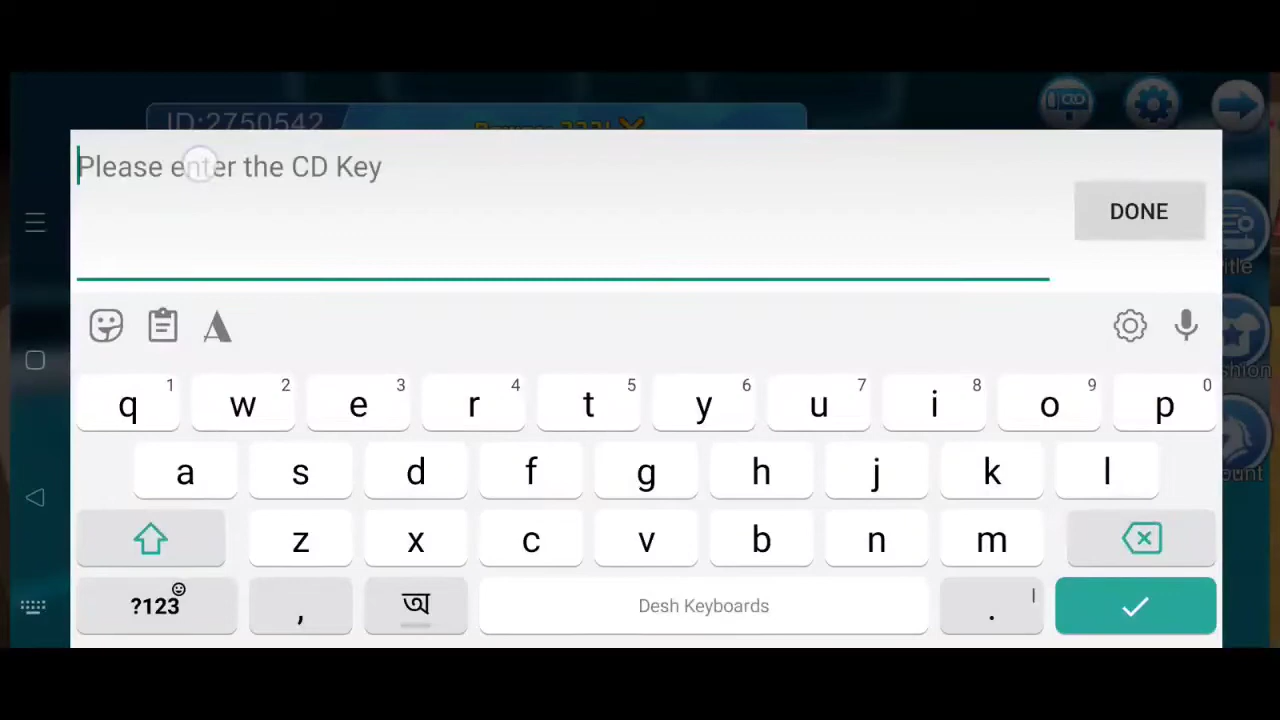 ID:2750542
Please enter the CD Key
DONE
q 1 w 2 e 3 r 4 t 5 y 6 u 7 i 8 o 9 p 0
a s d f g h j k l
z x c v b n m
?123 , অ Desh Keyboards . |